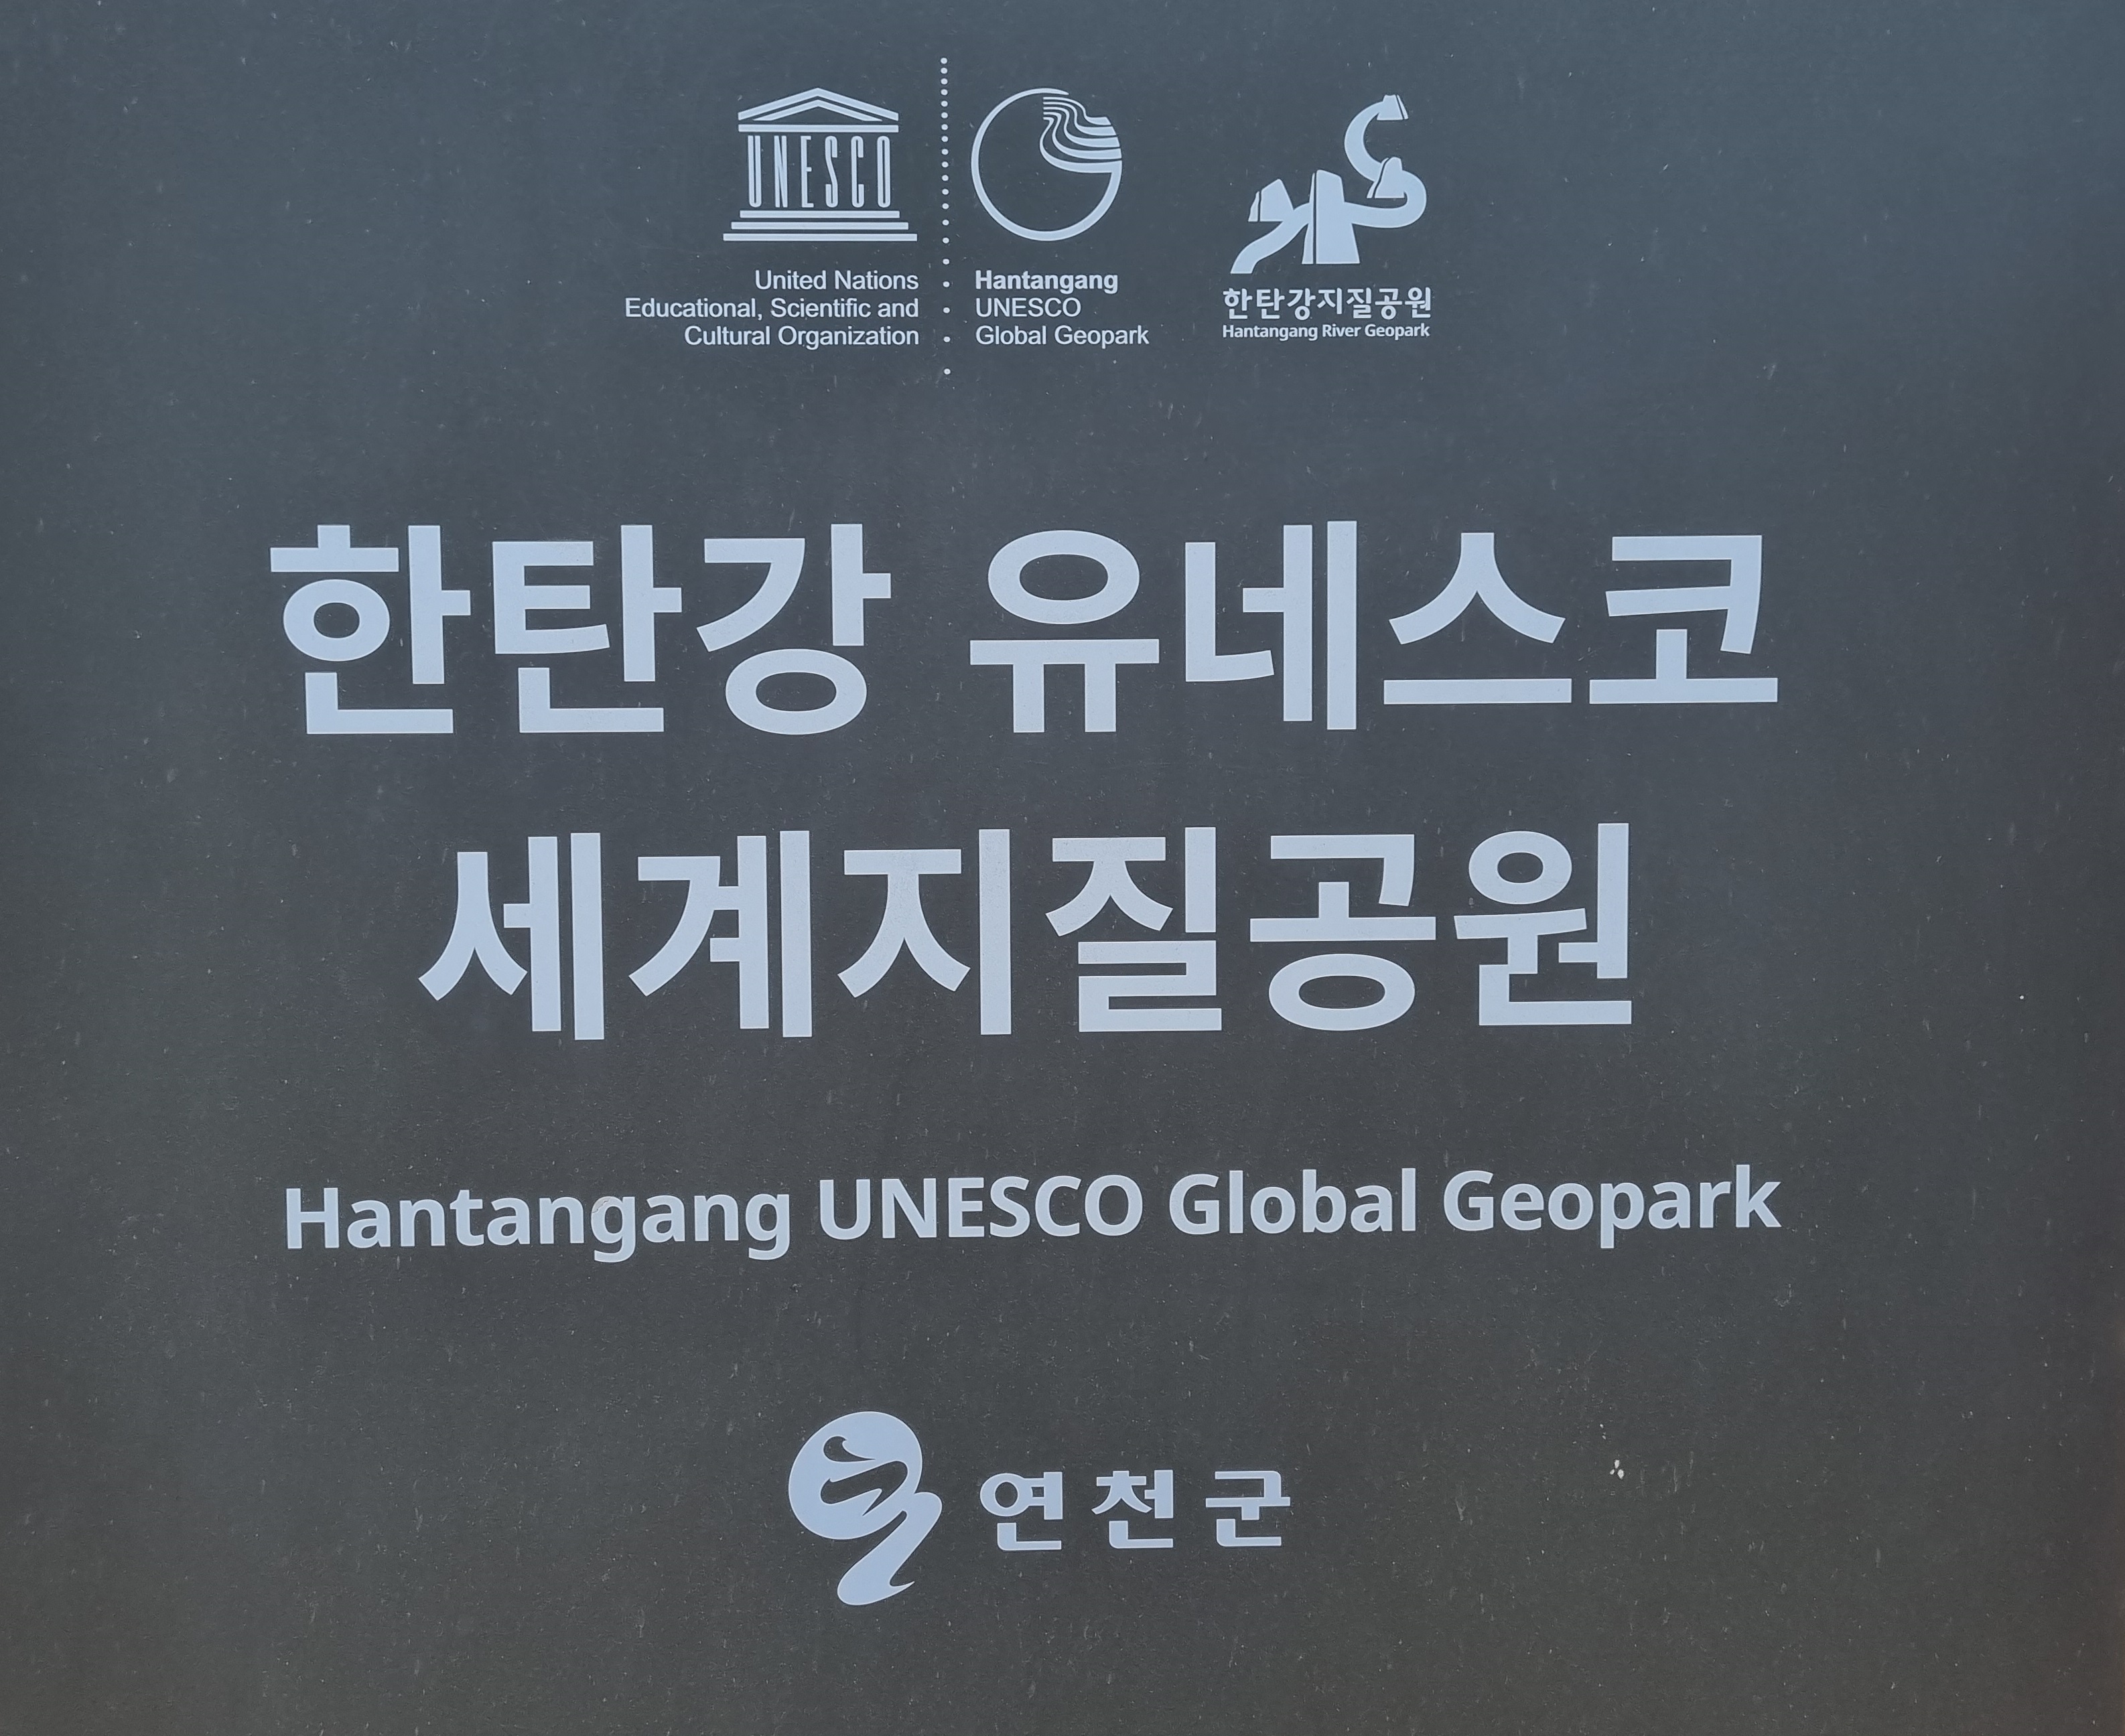 UNESCO
United Nations
Educational, Scientific and
Cultural Organization
Hantangang
UNESCO
Global Geopark
한탄강지질공원
Hantangang River Geopark
한탄강 유네스코
세계지질공원
Hantangang UNESCO Global Geopark
연천군